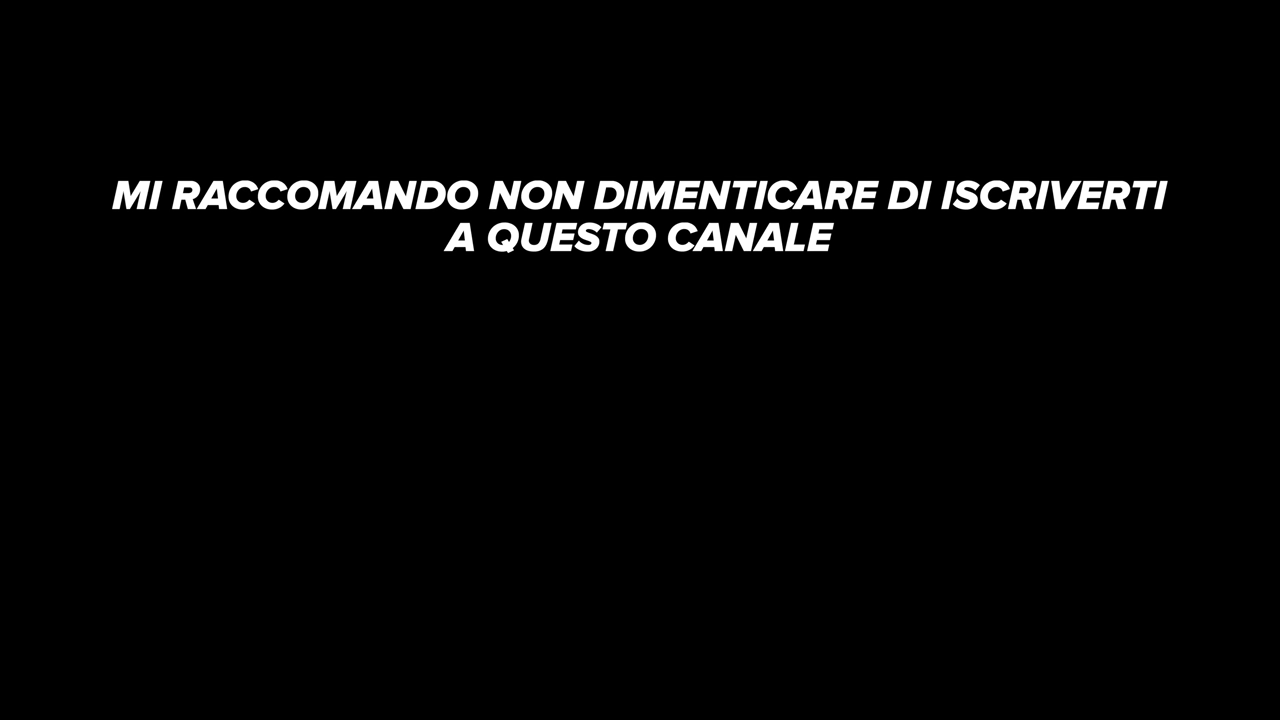 MI RACCOMANDO NON DIMENTICARE DI ISCRIVERTI
A QUESTO CANALE